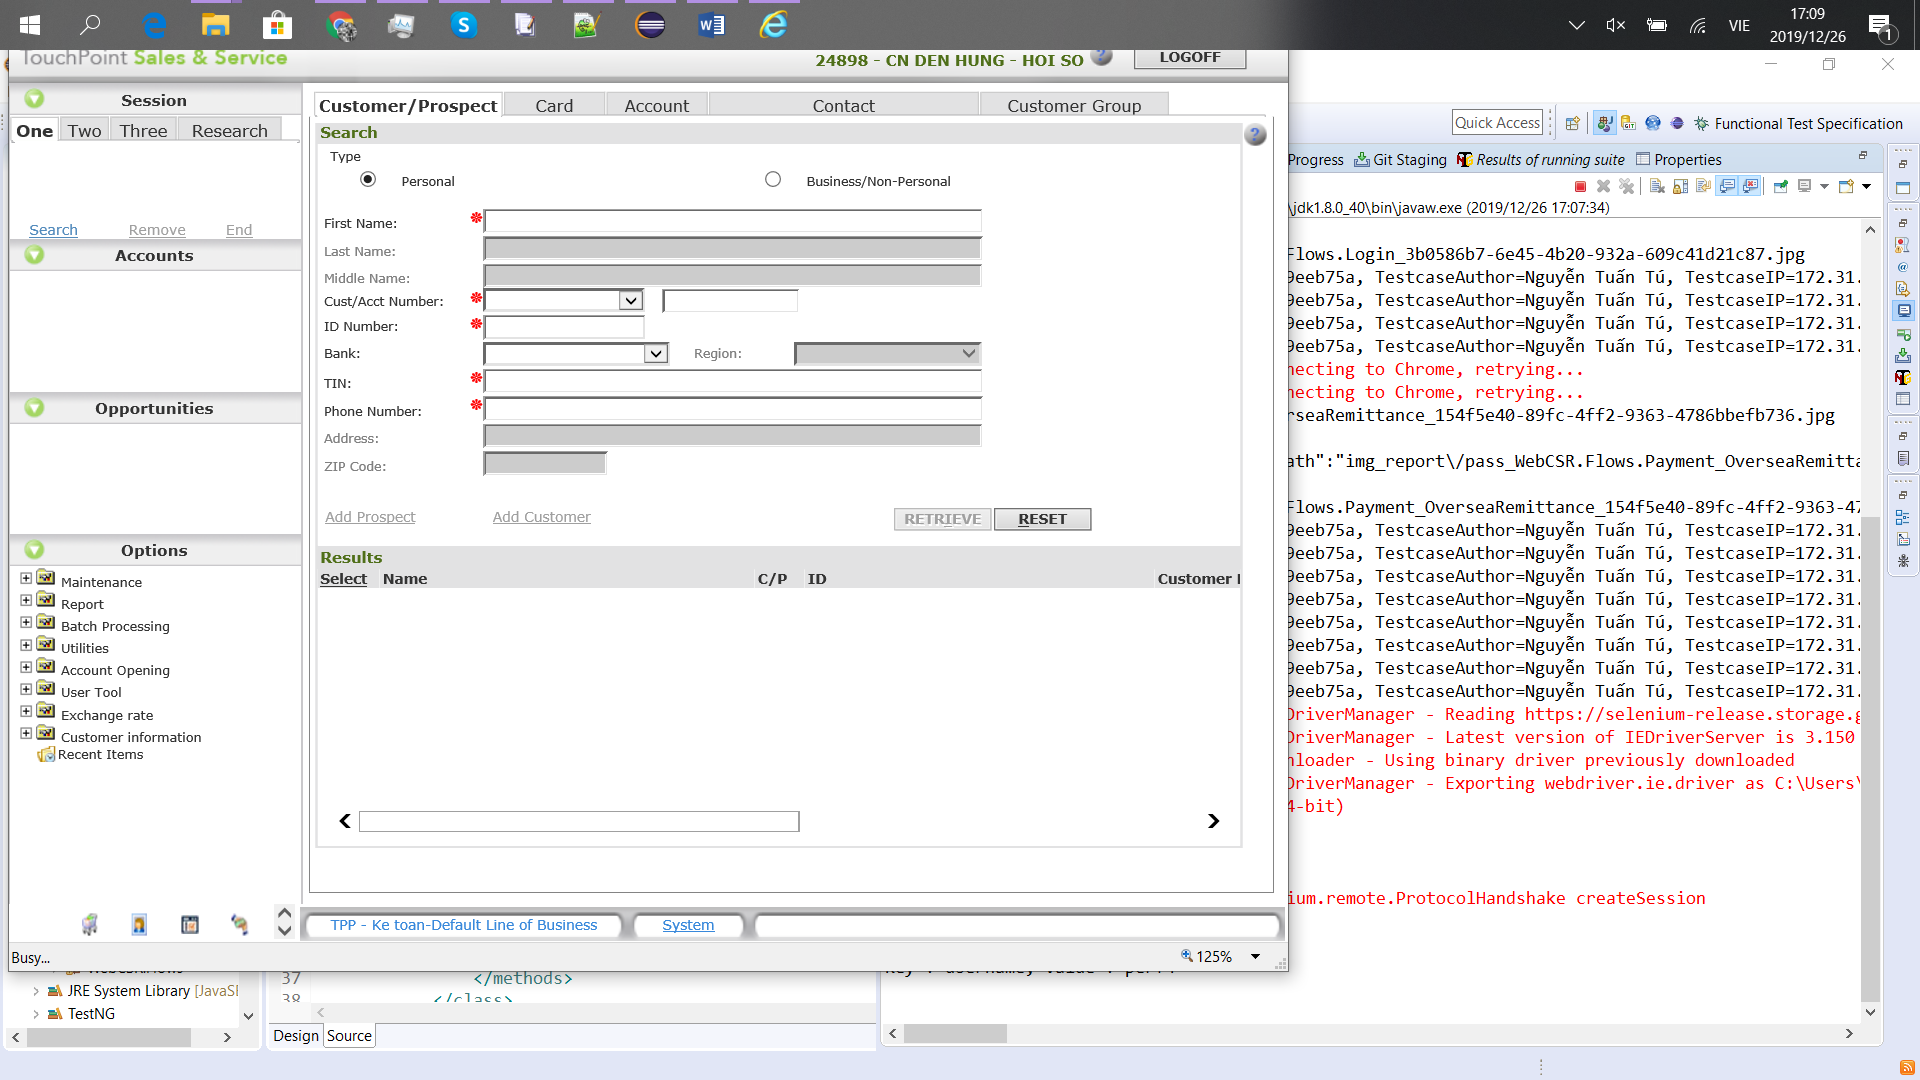 VIE
17:09
2019/12/26
1
TouchPoint Sales & Service
24898 - CN DEN HUNG - HOI SO
LOGOFF
Session
One Two Three Research
Search Remove End
Accounts
Opportunities
Options
Maintenance
Report
Batch Processing
Utilities
Account Opening
User Tool
Exchange rate
Customer information
Recent Items
Customer/Prospect Card Account Contact Customer Group
Search
Type
Personal Business/Non-Personal
First Name:
Last Name:
Middle Name:
Cust/Acct Number:
ID Number:
Bank: Region:
TIN:
Phone Number:
Address:
ZIP Code:
Add Prospect Add Customer RETRIEVE RESET
Results
Select Name C/P ID Customer
TPP - Ke toan-Default Line of Business System
Busy... 125%
Quick Access Functional Test Specification
Progress Git Staging Results of running suite Properties
\jdk1.8.0_40\bin\javaw.exe (2019/12/26 17:07:34)
Flows.Login_3b0586b7-6e45-4b20-932a-609c41d21c87.jpg
9eeb75a, TestcaseAuthor=Nguyễn Tuấn Tú, TestcaseIP=172.31.
9eeb75a, TestcaseAuthor=Nguyễn Tuấn Tú, TestcaseIP=172.31.
9eeb75a, TestcaseAuthor=Nguyễn Tuấn Tú, TestcaseIP=172.31.
9eeb75a, TestcaseAuthor=Nguyễn Tuấn Tú, TestcaseIP=172.31.
necting to Chrome, retrying...
necting to Chrome, retrying...
rseaRemittance_154f5e40-89fc-4ff2-9363-4786bbefb736.jpg
ath":"img_report\/pass_WebCSR.Flows.Payment_OverseaRemitta
Flows.Payment_OverseaRemittance_154f5e40-89fc-4ff2-9363-47
9eeb75a, TestcaseAuthor=Nguyễn Tuấn Tú, TestcaseIP=172.31.
9eeb75a, TestcaseAuthor=Nguyễn Tuấn Tú, TestcaseIP=172.31.
9eeb75a, TestcaseAuthor=Nguyễn Tuấn Tú, TestcaseIP=172.31.
9eeb75a, TestcaseAuthor=Nguyễn Tuấn Tú, TestcaseIP=172.31.
9eeb75a, TestcaseAuthor=Nguyễn Tuấn Tú, TestcaseIP=172.31.
9eeb75a, TestcaseAuthor=Nguyễn Tuấn Tú, TestcaseIP=172.31.
9eeb75a, TestcaseAuthor=Nguyễn Tuấn Tú, TestcaseIP=172.31.
9eeb75a, TestcaseAuthor=Nguyễn Tuấn Tú, TestcaseIP=172.31.
DriverManager - Reading https://selenium-release.storage.g
DriverManager - Latest version of IEDriverServer is 3.150
nloader - Using binary driver previously downloaded
DriverManager - Exporting webdriver.ie.driver as C:\Users\
4-bit)
ium.remote.ProtocolHandshake createSession
JRE System Library [JavaSE
TestNG
37 </methods>
38 </class>
Design Source